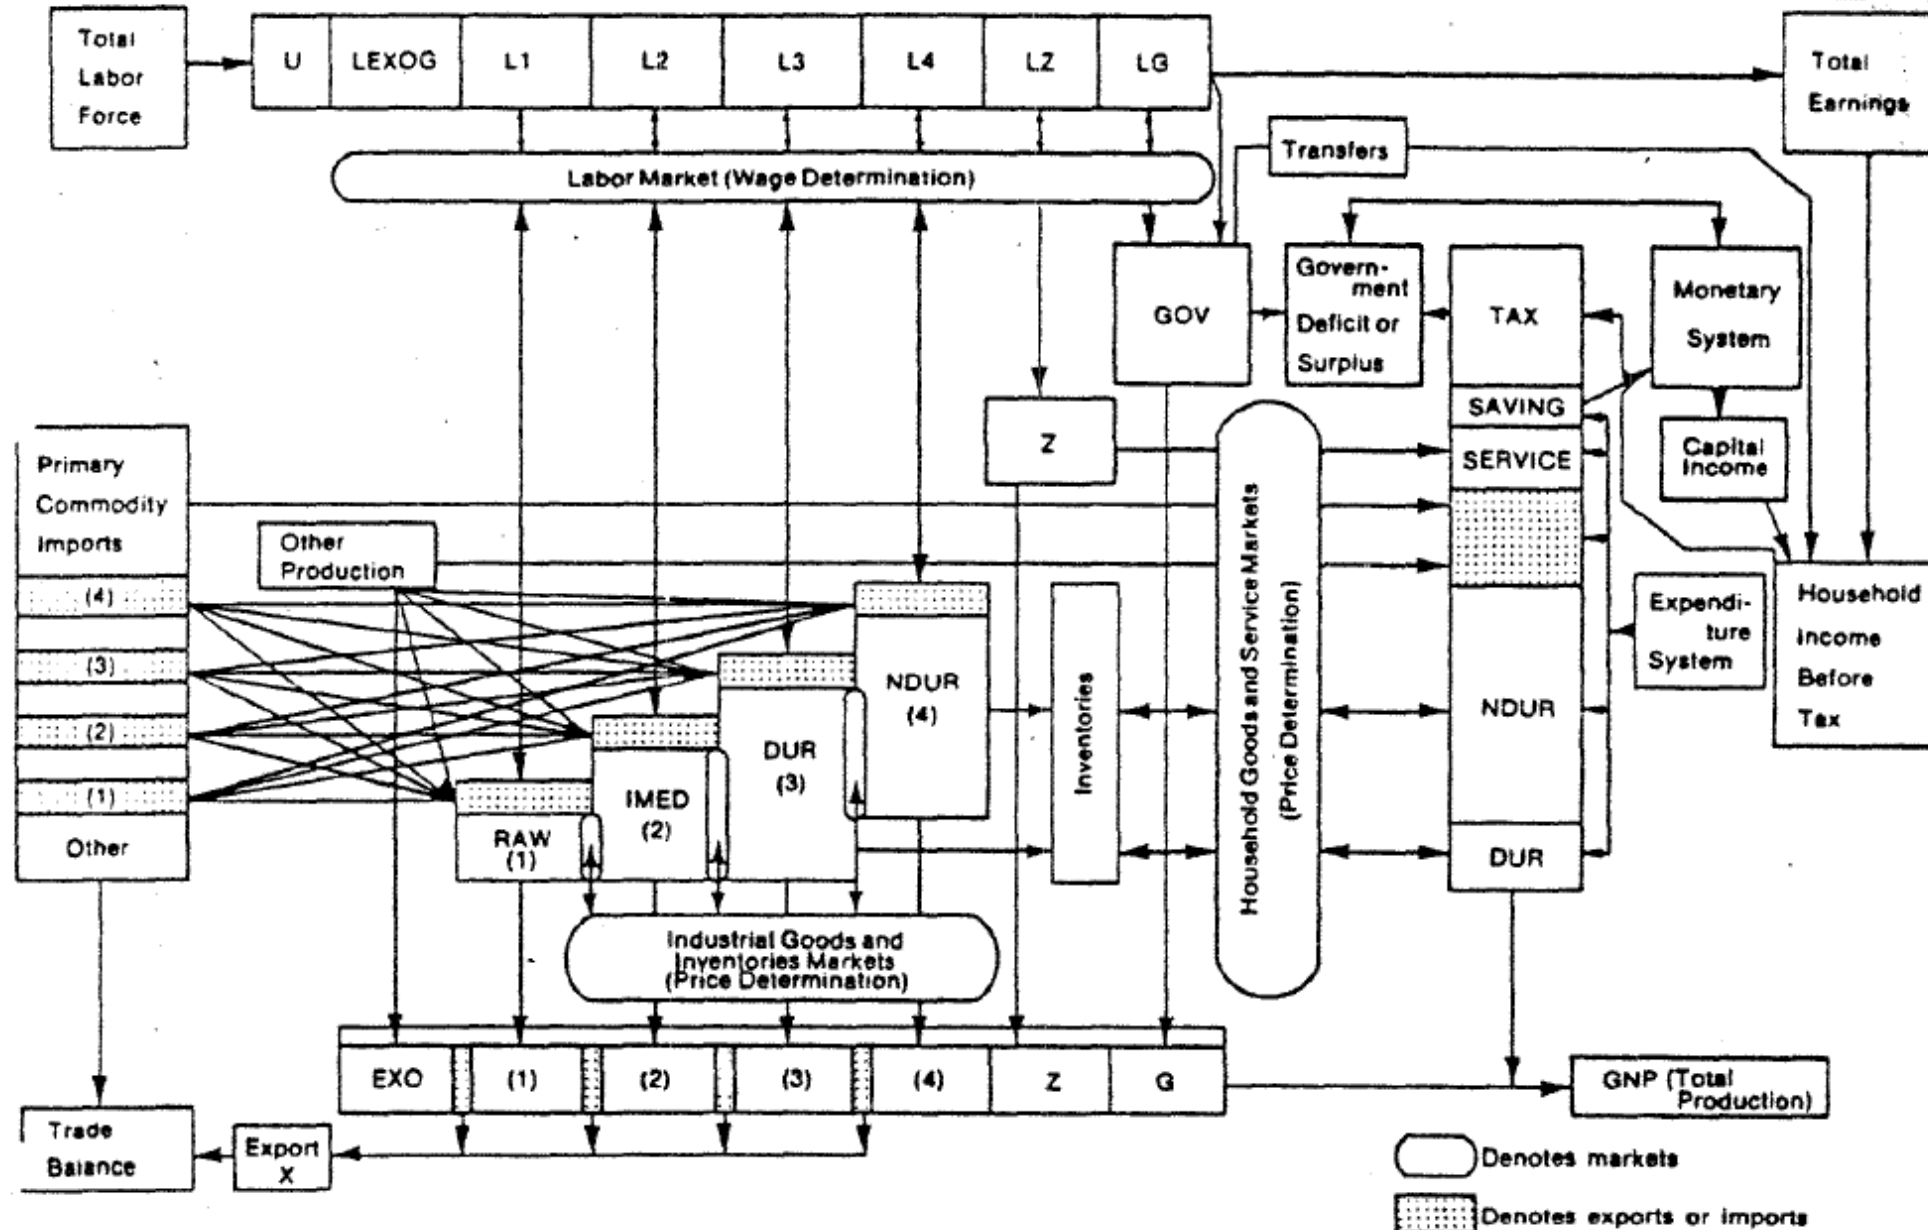 Total
Labor
Force
U
LEXOG
L1
L2
L3
L4
LZ
LG
Total
Earnings
Labor Market (Wage Determination)
Transfers
GOV
Govern-
ment
Deficit or
Surplus
TAX
Monetary
System
SAVING
Z
SERVICE
Capital
Income
Primary
Commodity
Imports
Other
Production
(4)
(3)
(2)
(1)
Other
RAW
(1)
IMED
(2)
DUR
(3)
NDUR
(4)
Inventories
Household Goods and Service Markets
(Price Determination)
NDUR
DUR
Expendi-
ture
System
Household
Income
Before
Tax
Industrial Goods and
Inventories Markets
(Price Determination)
EXO
(1)
(2)
(3)
(4)
Z
G
GNP (Total
Production)
Trade
Balance
Export
X
Denotes markets
Denotes exports or imports